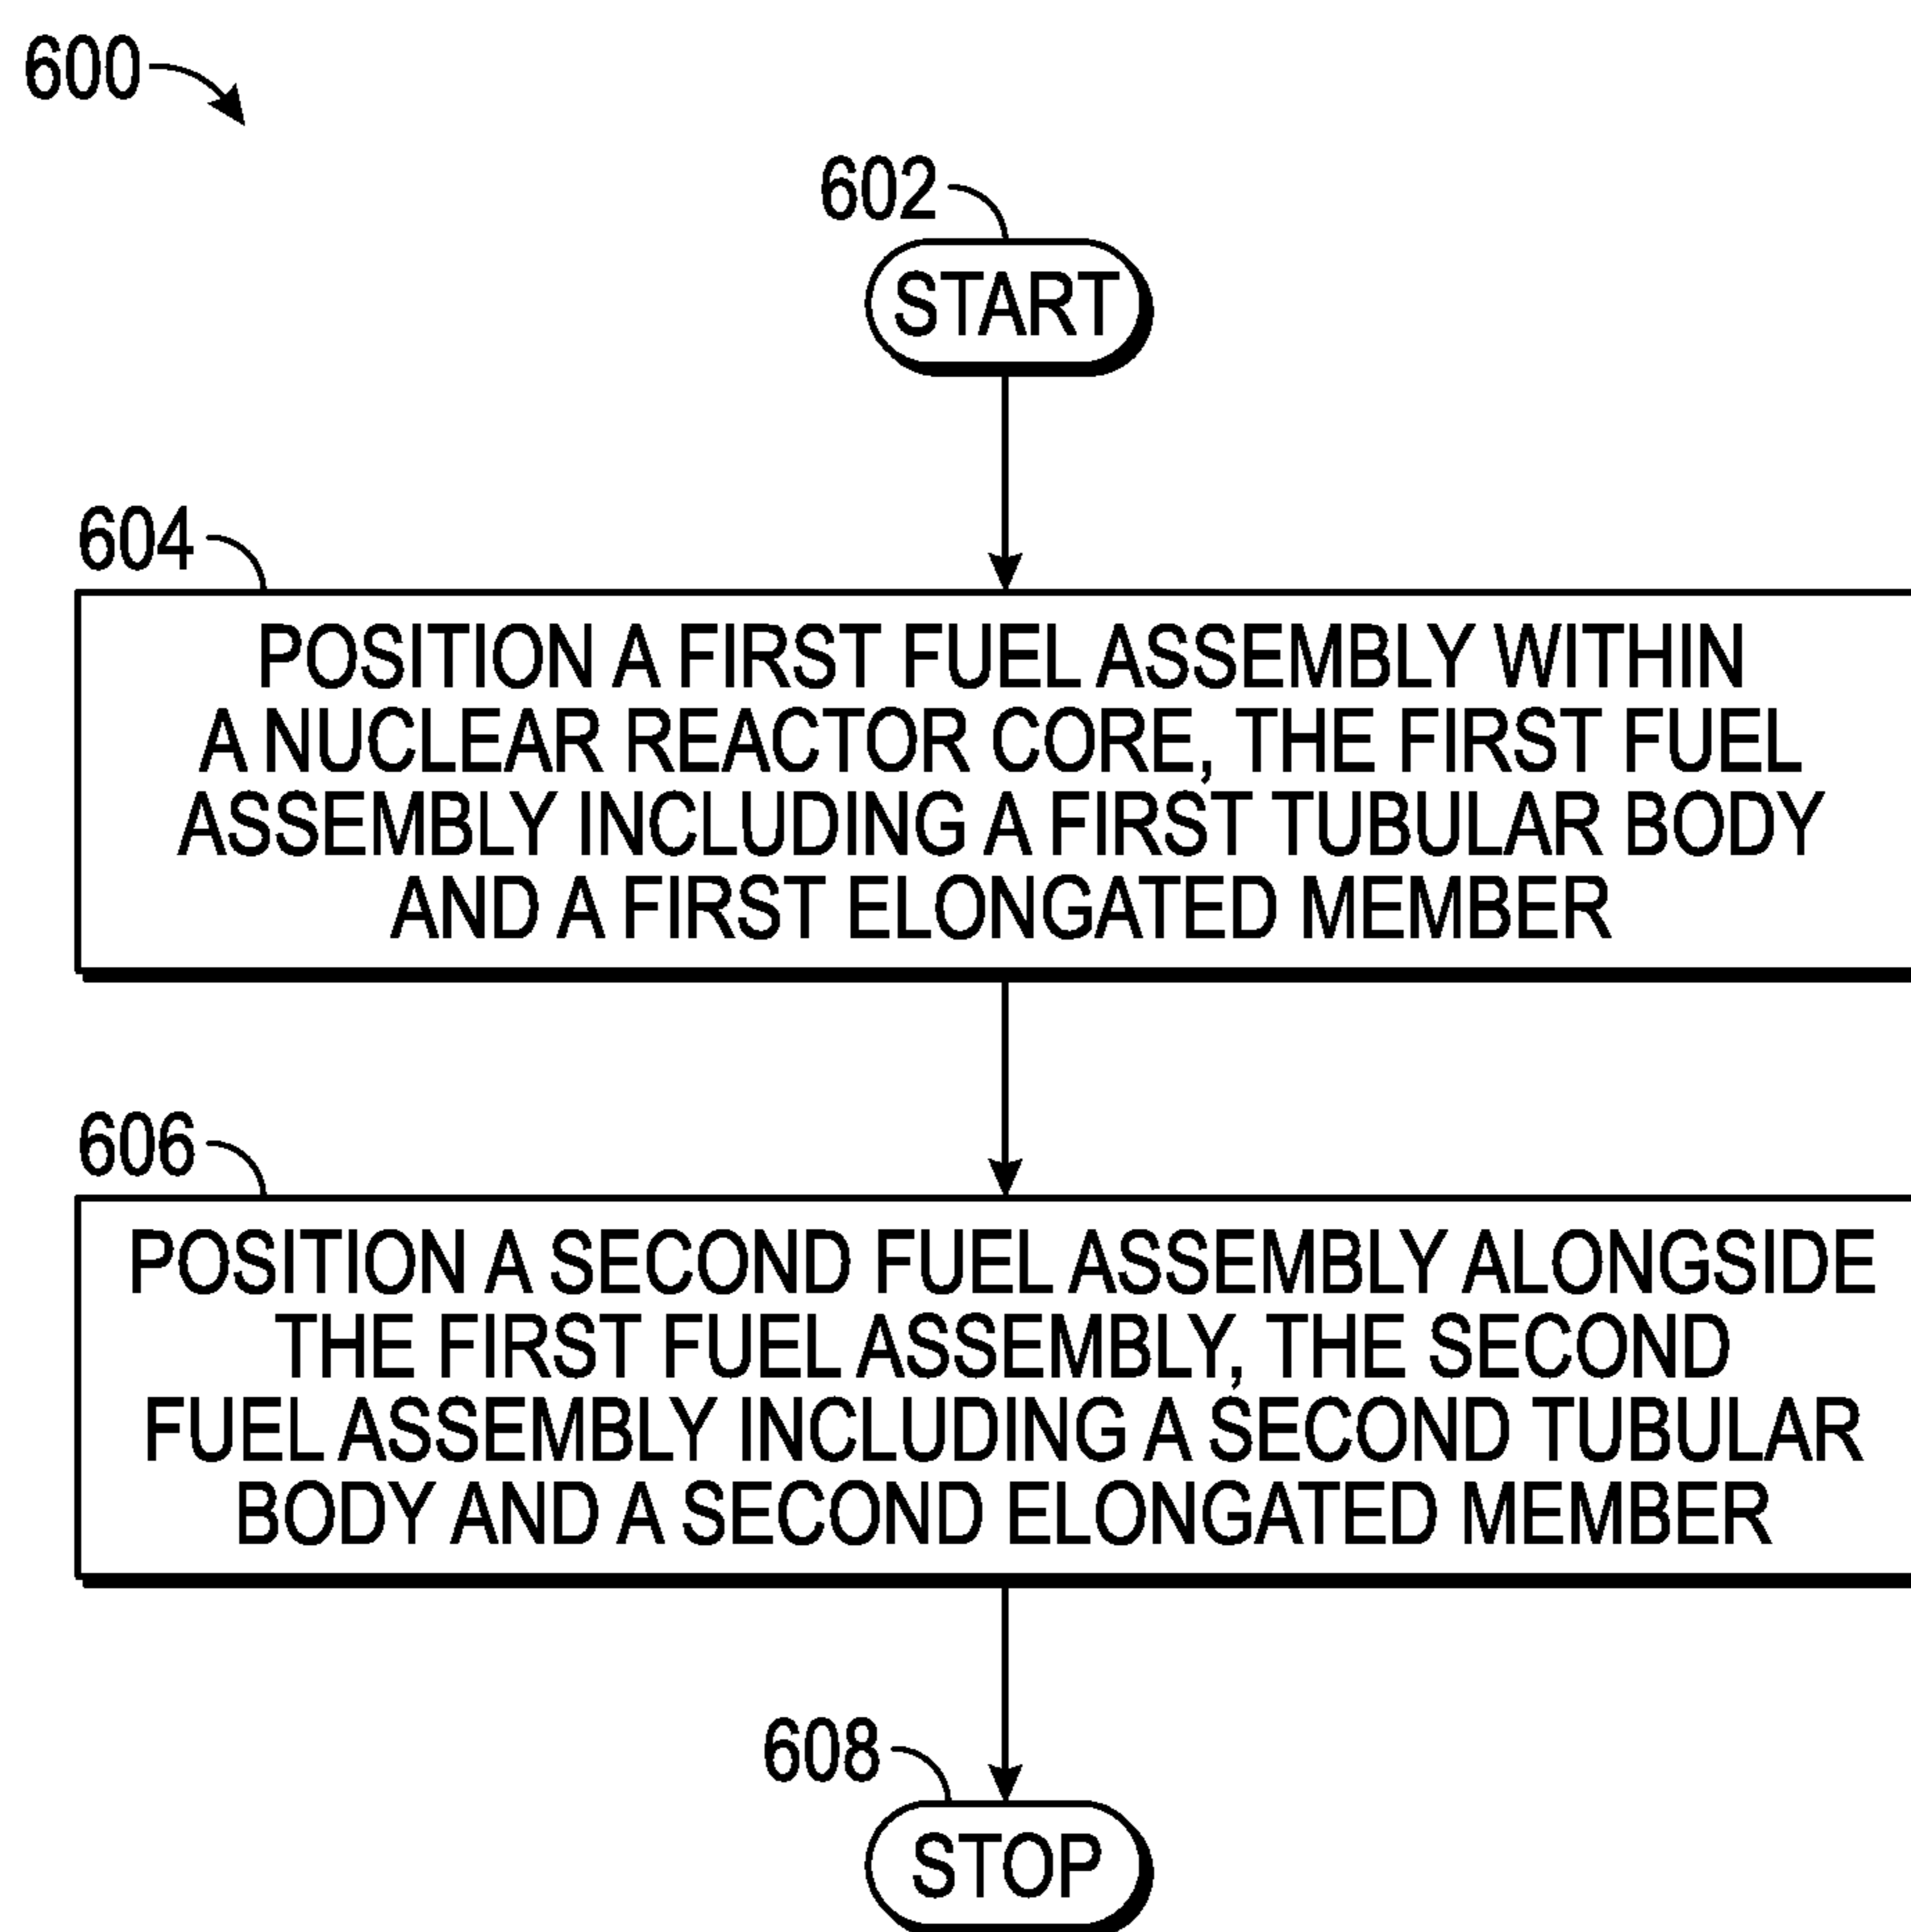 600
602
START
604
POSITION A FIRST FUEL ASSEMBLY WITHIN
A NUCLEAR REACTOR CORE, THE FIRST FUEL
ASSEMBLY INCLUDING A FIRST TUBULAR BODY
AND A FIRST ELONGATED MEMBER
606
POSITION A SECOND FUEL ASSEMBLY ALONGSIDE
THE FIRST FUEL ASSEMBLY, THE SECOND
FUEL ASSEMBLY INCLUDING A SECOND TUBULAR
BODY AND A SECOND ELONGATED MEMBER
608
STOP